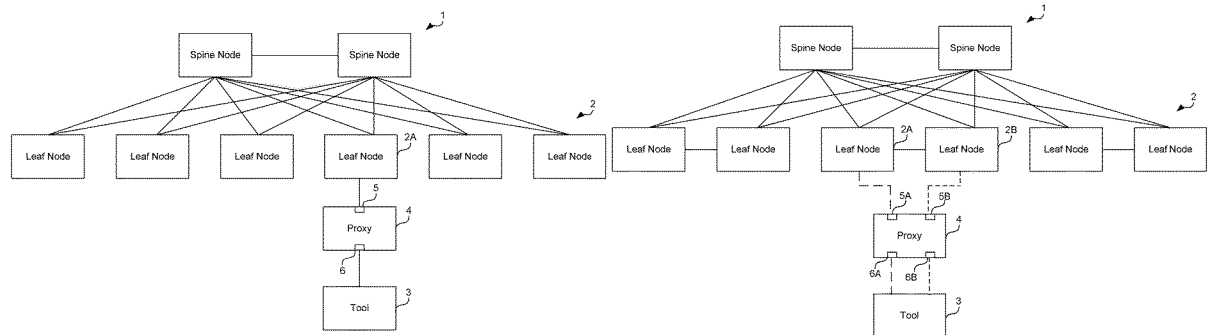 1
Spine Node Spine Node
2
Leaf Node Leaf Node Leaf Node Leaf Node Leaf Node Leaf Node
2A
5
4
Proxy
6
3
Tool
1
Spine Node Spine Node
2
2A 2B
Leaf Node Leaf Node Leaf Node Leaf Node Leaf Node Leaf Node
5A 5B
4
Proxy
6A 6B
3
Tool